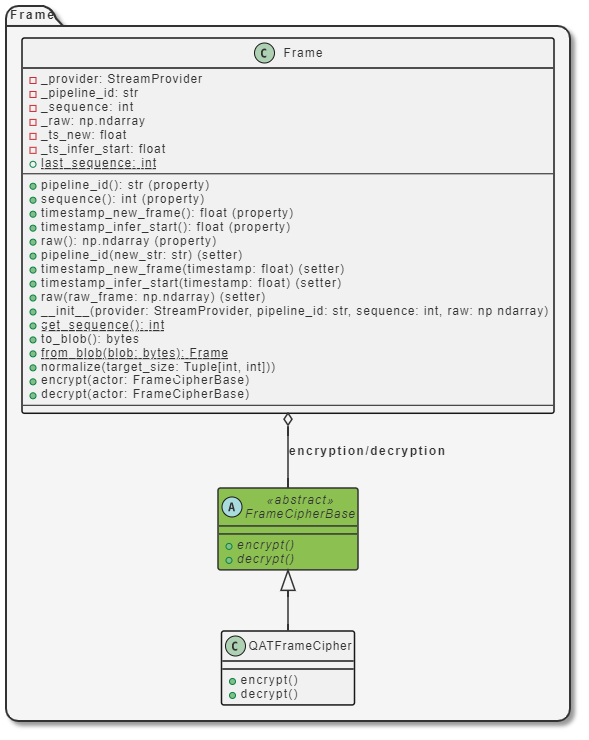 Frame
C Frame
_provider: StreamProvider
_pipeline_id: str
_sequence: int
_raw: np.ndarray
_ts_new: float
_ts_infer_start: float
last_sequence: int
pipeline_id(): str (property)
sequence(): int (property)
timestamp_new_frame(): float (property)
timestamp_infer_start(): float (property)
raw(): np.ndarray (property)
pipeline_id(new_str: str) (setter)
timestamp_new_frame(timestamp: float) (setter)
timestamp_infer_start(timestamp: float) (setter)
raw(raw_frame: np.ndarray) (setter)
__init__(provider: StreamProvider, pipeline_id: str, sequence: int, raw: np ndarray)
get_sequence(): int
to_blob(): bytes
from_blob(blob: bytes): Frame
normalize(target_size: Tuple[int, int]))
encrypt(actor: FrameCipherBase)
decrypt(actor: FrameCipherBase)
encryption/decryption
A «abstract»
FrameCipherBase
encrypt()
decrypt()
C QATFrameCipher
encrypt()
decrypt()